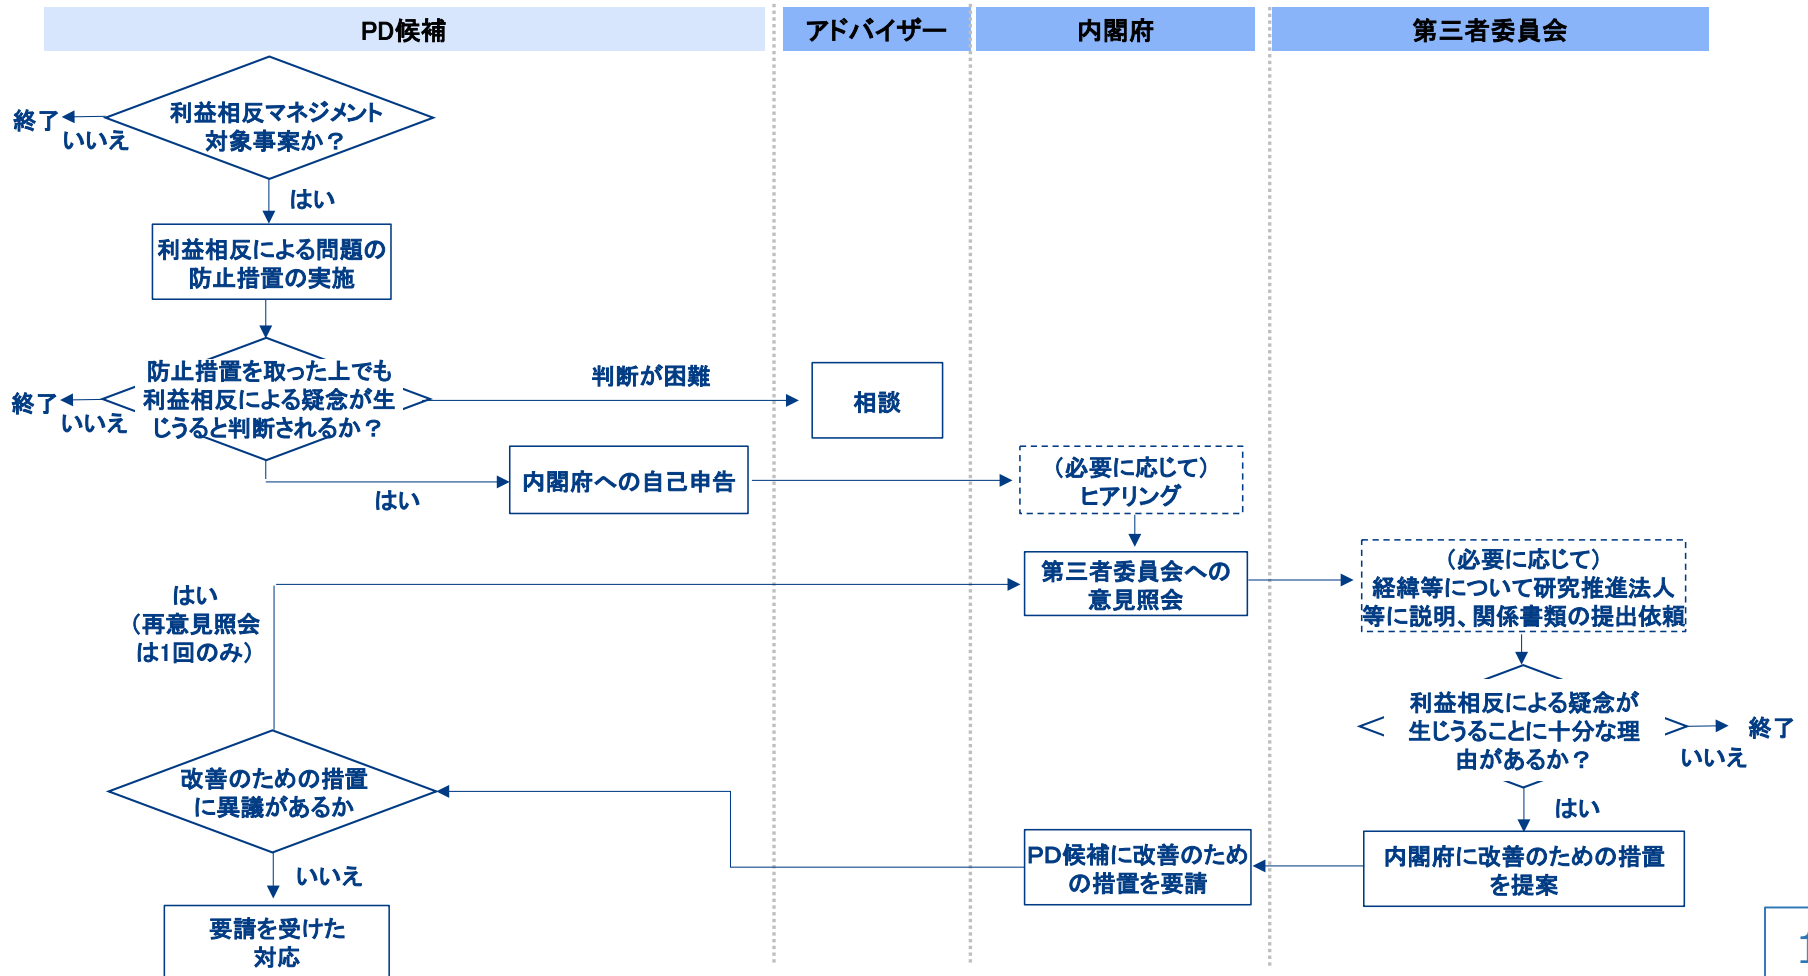 PD候補
アドバイザー
内閣府
第三者委員会
利益相反マネジメント
対象事案か？
終了
いいえ
はい
利益相反による問題の
防止措置の実施
防止措置を取った上でも
利益相反による疑念が生
じうると判断されるか？
終了
いいえ
判断が困難
相談
はい
内閣府への自己申告
（必要に応じて）
ヒアリング
第三者委員会への
意見照会
（必要に応じて）
経緯等について研究推進法人
等に説明、関係書類の提出依頼
はい
（再意見照会
は1回のみ）
利益相反による疑念が
生じうることに十分な理
由があるか？
終了
いいえ
はい
改善のための措置
に異議があるか
PD候補に改善のため
の措置を要請
内閣府に改善のための措置
を提案
いいえ
要請を受けた
対応